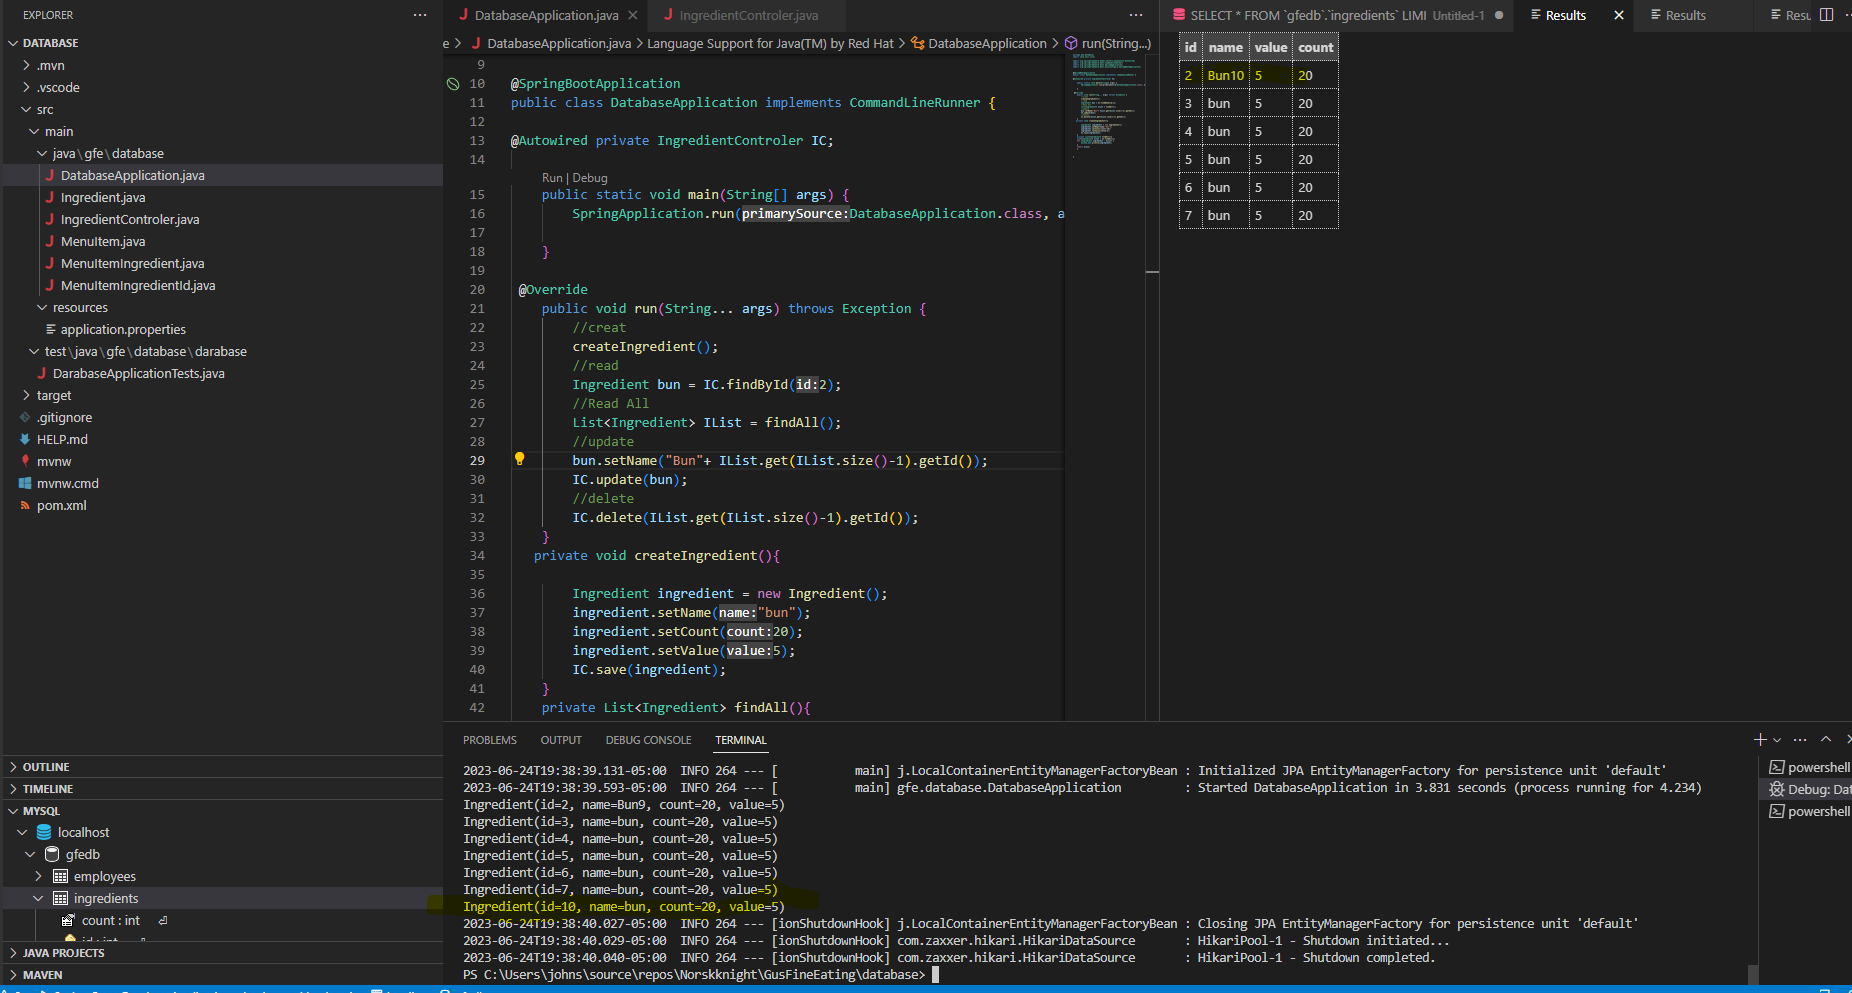 EXPLORER
DATABASE
.mvn
.vscode
src
main
java\gfe\database
DatabaseApplication.java
Ingredient.java
IngredientControler.java
MenuItem.java
MenuItemIngredient.java
MenuItemIngredientId.java
resources
application.properties
test\java\gfe\database\darabase
DarabaseApplicationTests.java
target
.gitignore
HELP.md
mvnw
mvnw.cmd
pom.xml
OUTLINE
TIMELINE
MYSQL
localhost
gfedb
employees
ingredients
count : int
JAVA PROJECTS
MAVEN
DatabaseApplication.java
IngredientControler.java
e > DatabaseApplication.java > Language Support for Java(TM) by Red Hat > DatabaseApplication > run(String...)
9
10 @SpringBootApplication
11 public class DatabaseApplication implements CommandLineRunner {
12
13 @Autowired private IngredientControler IC;
14
Run | Debug
15 public static void main(String[] args) {
16 SpringApplication.run(primarySource:DatabaseApplication.class, a
17
18 }
19
20 @Override
21 public void run(String... args) throws Exception {
22 //creat
23 createIngredient();
24 //read
25 Ingredient bun = IC.findById(id:2);
26 //Read All
27 List<Ingredient> IList = findAll();
28 //update
29 bun.setName("Bun"+ IList.get(IList.size()-1).getId());
30 IC.update(bun);
31 //delete
32 IC.delete(IList.get(IList.size()-1).getId());
33 }
34 private void createIngredient(){
35
36 Ingredient ingredient = new Ingredient();
37 ingredient.setName(name:"bun");
38 ingredient.setCount(count:20);
39 ingredient.setValue(value:5);
40 IC.save(ingredient);
41 }
42 private List<Ingredient> findAll(){
SELECT * FROM `gfedb`.`ingredients` LIMI Untitled-1
Results
Results
Resu
id name value count
2 Bun10 5 20
3 bun 5 20
4 bun 5 20
5 bun 5 20
6 bun 5 20
7 bun 5 20
PROBLEMS OUTPUT DEBUG CONSOLE TERMINAL
2023-06-24T19:38:39.131-05:00 INFO 264 --- [ main] j.LocalContainerEntityManagerFactoryBean : Initialized JPA EntityManagerFactory for persistence unit 'default'
2023-06-24T19:38:39.593-05:00 INFO 264 --- [ main] gfe.database.DatabaseApplication : Started DatabaseApplication in 3.831 seconds (process running for 4.234)
Ingredient(id=2, name=Bun9, count=20, value=5)
Ingredient(id=3, name=bun, count=20, value=5)
Ingredient(id=4, name=bun, count=20, value=5)
Ingredient(id=5, name=bun, count=20, value=5)
Ingredient(id=6, name=bun, count=20, value=5)
Ingredient(id=7, name=bun, count=20, value=5)
Ingredient(id=10, name=bun, count=20, value=5)
2023-06-24T19:38:40.027-05:00 INFO 264 --- [ionShutdownHook] j.LocalContainerEntityManagerFactoryBean : Closing JPA EntityManagerFactory for persistence unit 'default'
2023-06-24T19:38:40.029-05:00 INFO 264 --- [ionShutdownHook] com.zaxxer.hikari.HikariDataSource : HikariPool-1 - Shutdown initiated...
2023-06-24T19:38:40.040-05:00 INFO 264 --- [ionShutdownHook] com.zaxxer.hikari.HikariDataSource : HikariPool-1 - Shutdown completed.
PS C:\Users\johns\source\repos\Norskknight\GusFineEating\database>
powershell
Debug: Dat
powershell